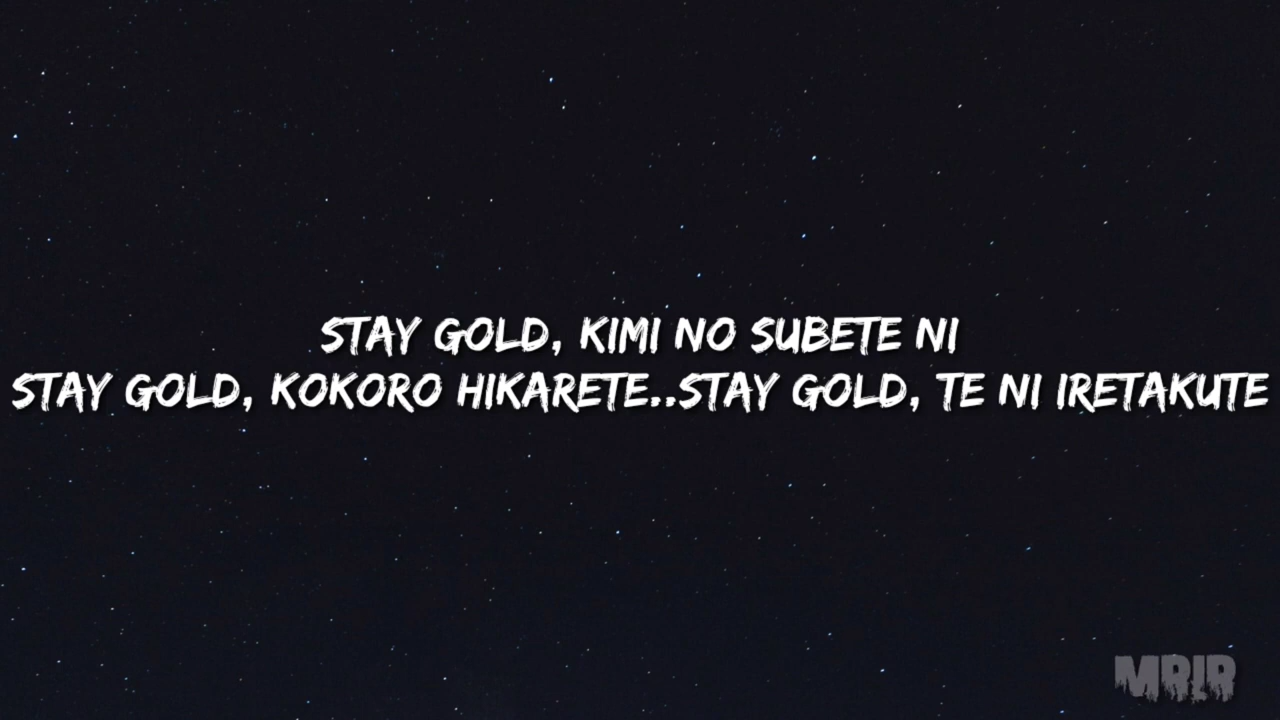 STAY GOLD, KIMI NO SUBETE NI
STAY GOLD, KOKORO HIKARETE..STAY GOLD, TE NI IRETAKUTE
MRLR